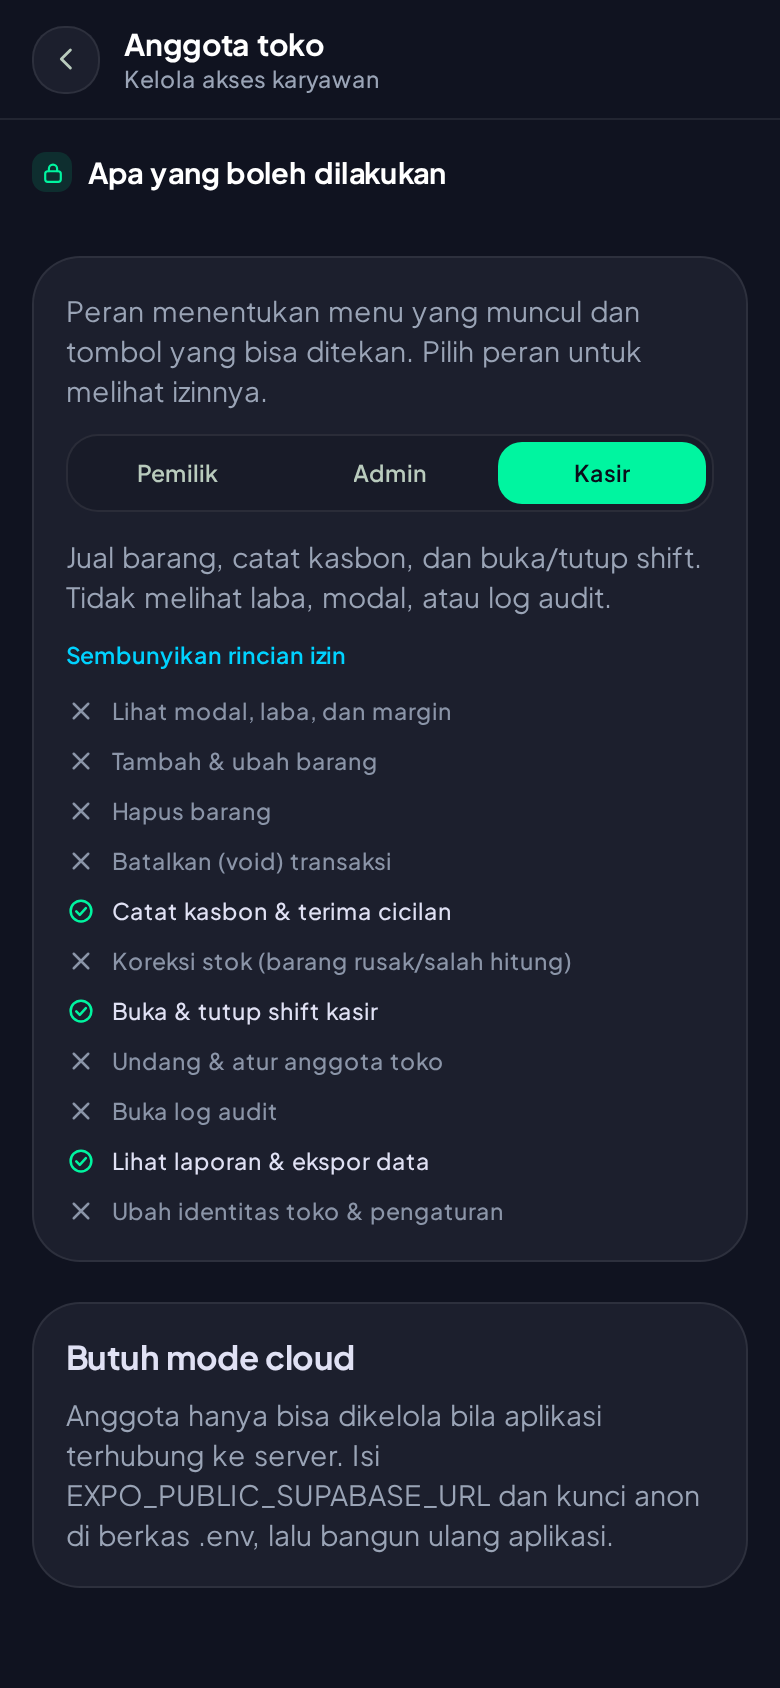 Anggota toko
Kelola akses karyawan
Apa yang boleh dilakukan
Peran menentukan menu yang muncul dan
tombol yang bisa ditekan. Pilih peran untuk
melihat izinnya.
Pemilik
Admin
Kasir
Jual barang, catat kasbon, dan buka/tutup shift.
Tidak melihat laba, modal, atau log audit.
Sembunyikan rincian izin
Lihat modal, laba, dan margin
Tambah & ubah barang
Hapus barang
Batalkan (void) transaksi
Catat kasbon & terima cicilan
Koreksi stok (barang rusak/salah hitung)
Buka & tutup shift kasir
Undang & atur anggota toko
Buka log audit
Lihat laporan & ekspor data
Ubah identitas toko & pengaturan
Butuh mode cloud
Anggota hanya bisa dikelola bila aplikasi
terhubung ke server. Isi
EXPO_PUBLIC_SUPABASE_URL dan kunci anon
di berkas .env, lalu bangun ulang aplikasi.